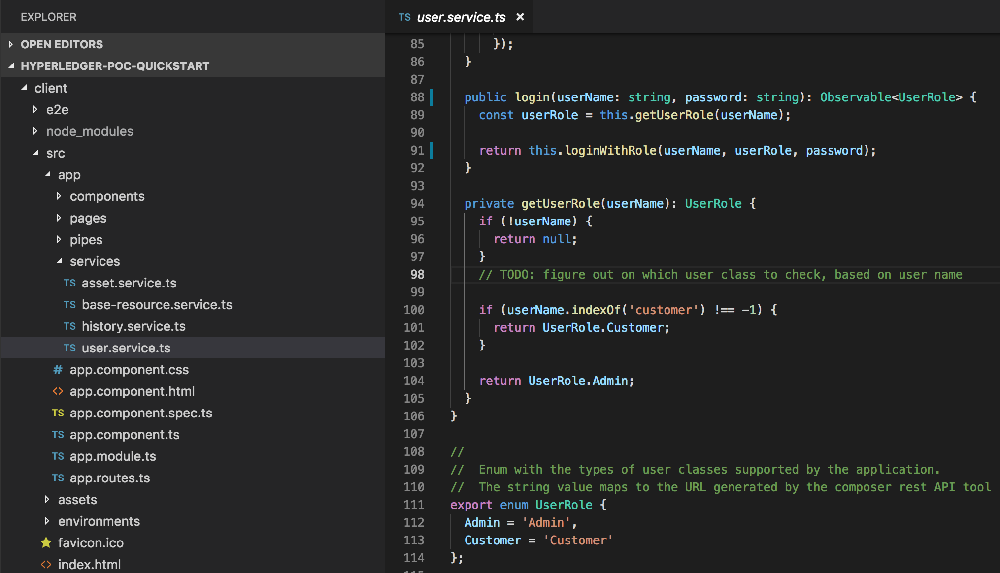 EXPLORER
OPEN EDITORS
HYPERLEDGER-POC-QUICKSTART
client
e2e
node_modules
src
app
components
pages
pipes
services
TS asset.service.ts
TS base-resource.service.ts
TS history.service.ts
TS user.service.ts
# app.component.css
<> app.component.html
TS app.component.spec.ts
TS app.component.ts
TS app.module.ts
TS app.routes.ts
assets
environments
favicon.ico
<> index.html
TS user.service.ts ×
85 });
86 }
87
88 public login(userName: string, password: string): Observable<UserRole> {
89 const userRole = this.getUserRole(userName);
90
91 return this.loginWithRole(userName, userRole, password);
92 }
93
94 private getUserRole(userName): UserRole {
95 if (!userName) {
96 return null;
97 }
98 // TODO: figure out on which user class to check, based on user name
99
100 if (userName.indexOf('customer') !== -1) {
101 return UserRole.Customer;
102 }
103
104 return UserRole.Admin;
105 }
106 }
107
108 //
109 // Enum with the types of user classes supported by the application.
110 // The string value maps to the URL generated by the composer rest API tool
111 export enum UserRole {
112 Admin = 'Admin',
113 Customer = 'Customer'
114 };